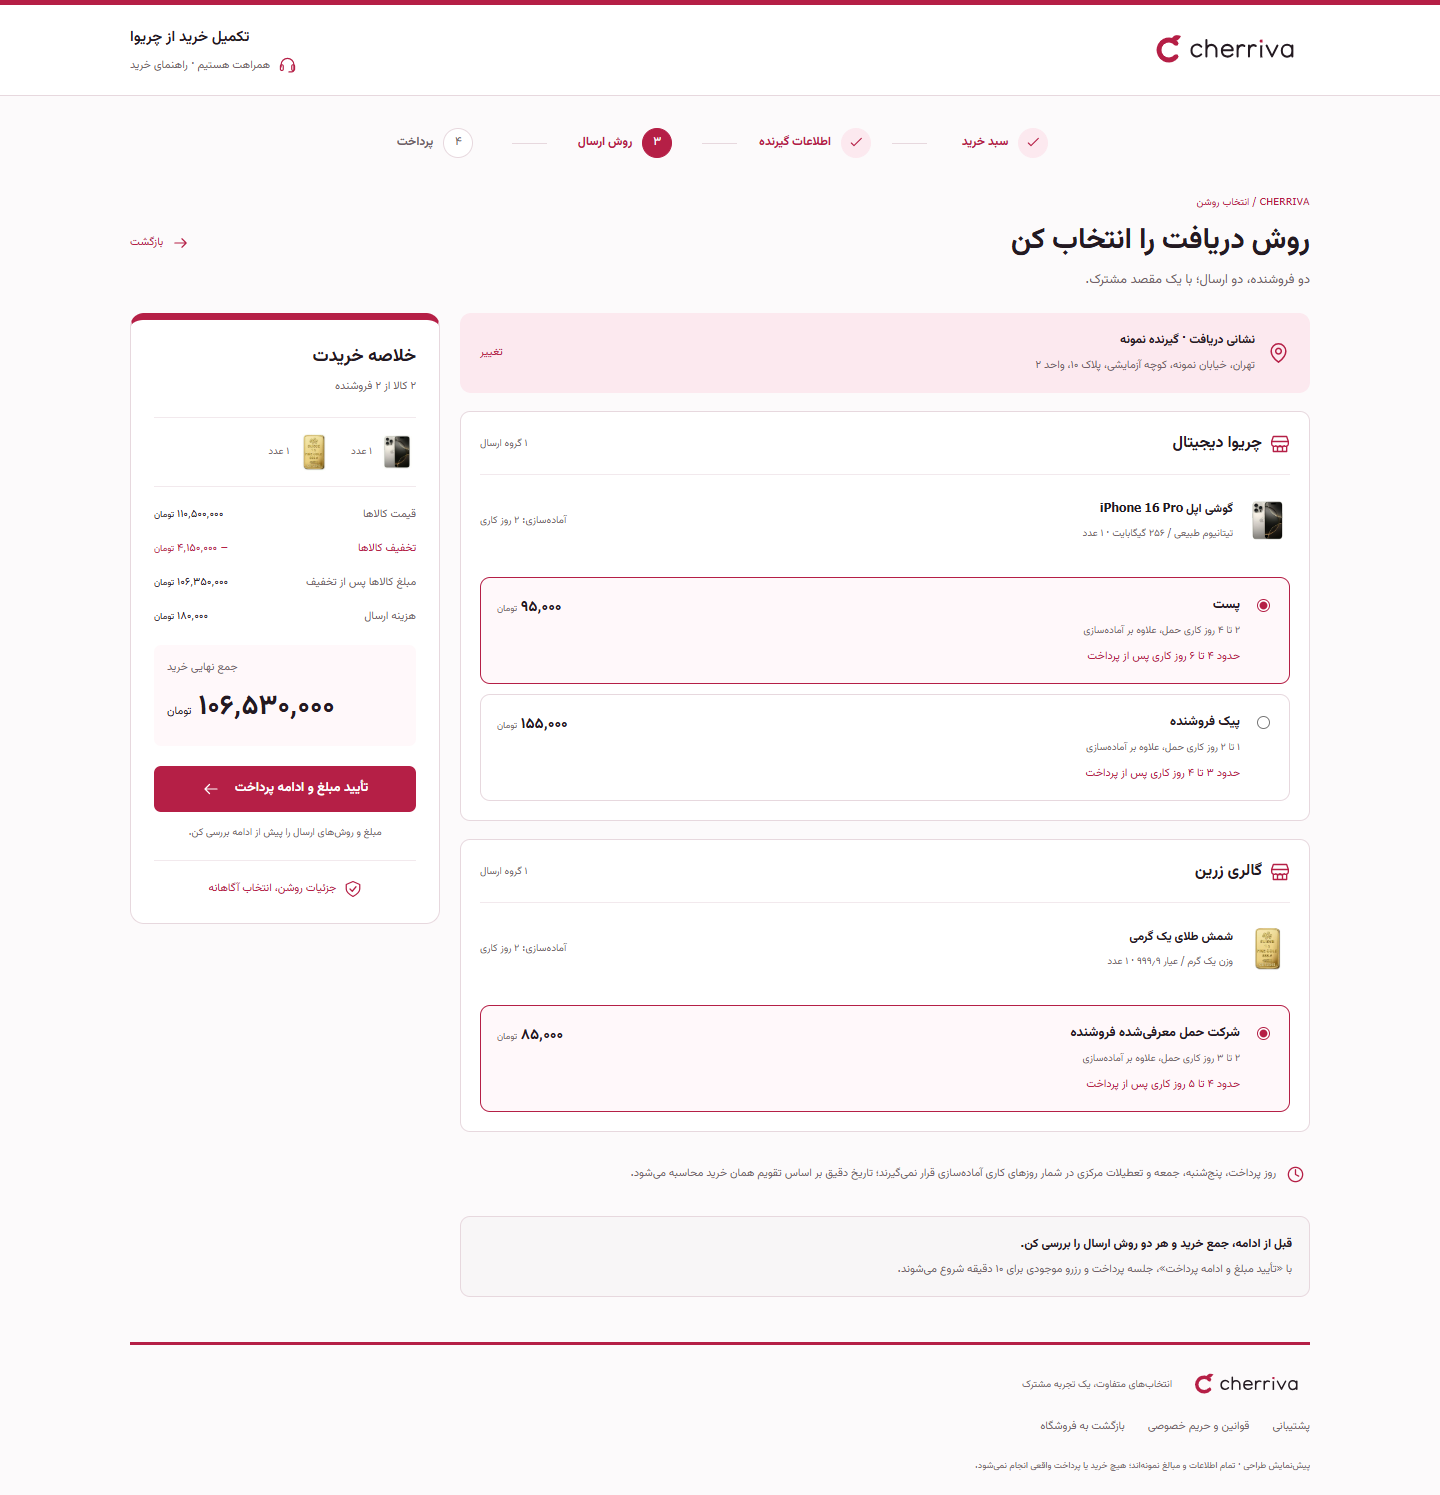 cherriva
تکمیل خرید از چریوا
همراهت هستیم · راهنمای خرید
سبد خرید
اطلاعات گیرنده
۳ روش ارسال
۴ پرداخت
CHERRIVA / انتخاب روشن
روش دریافت را انتخاب کن
بازگشت
دو فروشنده، دو ارسال؛ با یک مقصد مشترک.
نشانی دریافت · گیرنده نمونه
تهران، خیابان نمونه، کوچه آزمایشی، پلاک ۱۰، واحد ۲
تغییر
چریوا دیجیتال
۱ گروه ارسال
گوشی اپل iPhone 16 Pro
تیتانیوم طبیعی / ۲۵۶ گیگابایت · ۱ عدد
آماده‌سازی: ۲ روز کاری
پست
۹۵,۰۰۰ تومان
۲ تا ۴ روز کاری حمل، علاوه بر آماده‌سازی
حدود ۴ تا ۶ روز کاری پس از پرداخت
پیک فروشنده
۱۵۵,۰۰۰ تومان
۱ تا ۲ روز کاری حمل، علاوه بر آماده‌سازی
حدود ۳ تا ۴ روز کاری پس از پرداخت
گالری زرین
۱ گروه ارسال
شمش طلای یک گرمی
وزن یک گرم / عیار ۹۹۹٫۹ · ۱ عدد
آماده‌سازی: ۲ روز کاری
شرکت حمل معرفی‌شده فروشنده
۸۵,۰۰۰ تومان
۲ تا ۳ روز کاری حمل، علاوه بر آماده‌سازی
حدود ۴ تا ۵ روز کاری پس از پرداخت
روز پرداخت، پنج‌شنبه، جمعه و تعطیلات مرکزی در شمار روزهای کاری آماده‌سازی قرار نمی‌گیرند؛ تاریخ دقیق بر اساس تقویم همان خرید محاسبه می‌شود.
قبل از ادامه، جمع خرید و هر دو روش ارسال را بررسی کن.
با «تأیید مبلغ و ادامه پرداخت»، جلسه پرداخت و رزرو موجودی برای ۱۰ دقیقه شروع می‌شوند.
خلاصه خریدت
۲ کالا از ۲ فروشنده
۱ عدد
۱ عدد
قیمت کالاها ۱۱۰,۵۰۰,۰۰۰ تومان
تخفیف کالاها − ۴,۱۵۰,۰۰۰ تومان
مبلغ کالاها پس از تخفیف ۱۰۶,۳۵۰,۰۰۰ تومان
هزینه ارسال ۱۸۰,۰۰۰ تومان
جمع نهایی خرید
۱۰۶,۵۳۰,۰۰۰ تومان
تأیید مبلغ و ادامه پرداخت
مبلغ و روش‌های ارسال را پیش از ادامه بررسی کن.
جزئیات روشن، انتخاب آگاهانه
cherriva
انتخاب‌های متفاوت، یک تجربه مشترک
پشتیبانی
قوانین و حریم خصوصی
بازگشت به فروشگاه
پیش‌نمایش طراحی · تمام اطلاعات و مبالغ نمونه‌اند؛ هیچ خرید یا پرداخت واقعی انجام نمی‌شود.